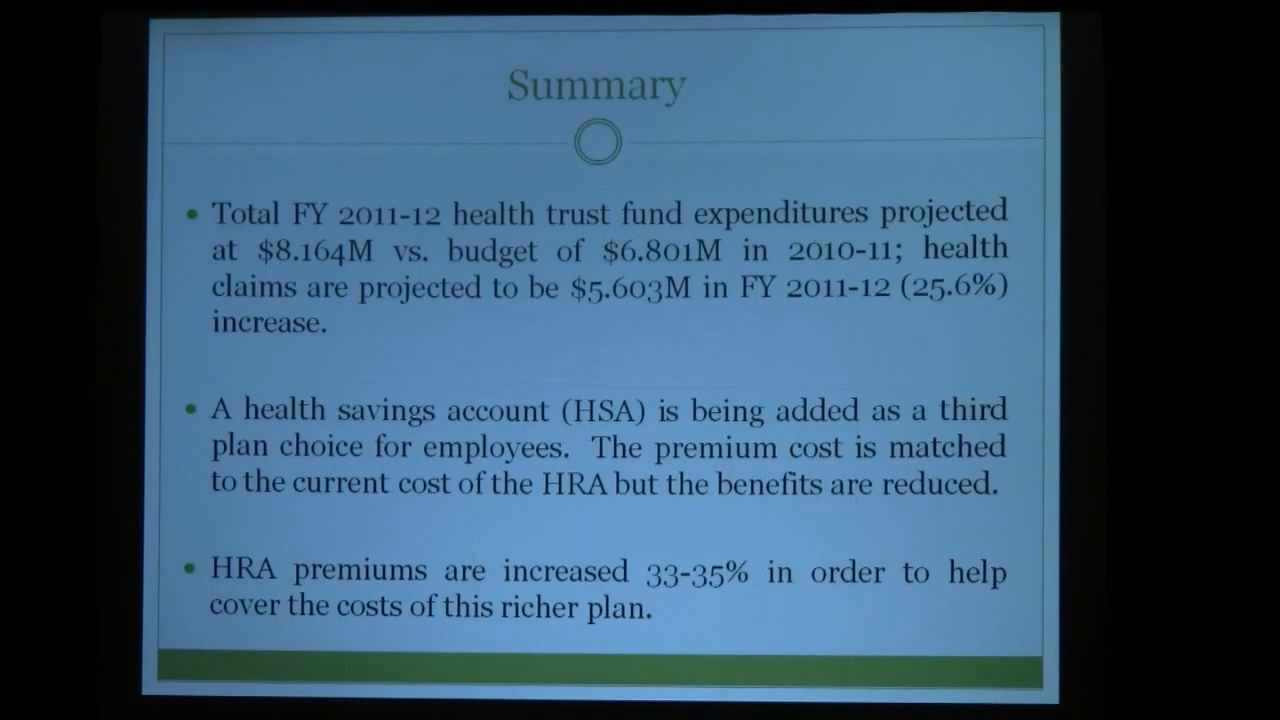 Summary
• Total FY 2011-12 health trust fund expenditures projected
at $8.164M vs. budget of $6.801M in 2010-11; health
claims are projected to be $5.603M in FY 2011-12 (25.6%)
increase.
• A health savings account (HSA) is being added as a third
plan choice for employees. The premium cost is matched
to the current cost of the HRA but the benefits are reduced.
• HRA premiums are increased 33-35% in order to help
cover the costs of this richer plan.